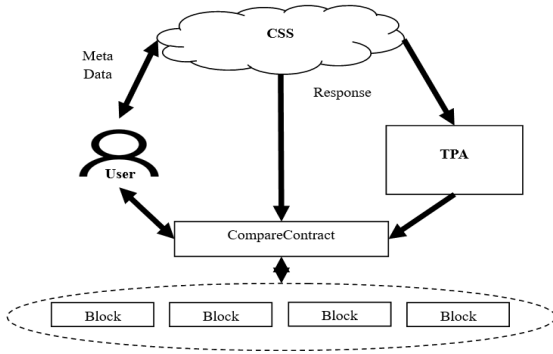 CSS
Meta
Data
Response
User
TPA
CompareContract
Block
Block
Block
Block